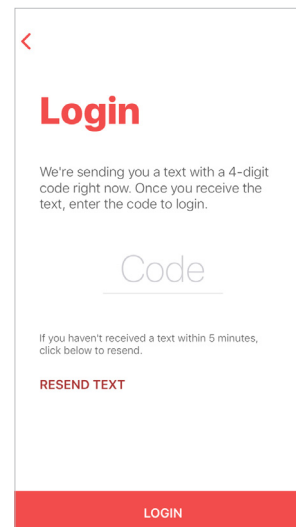 Login
We're sending you a text with a 4-digit
code right now. Once you receive the
text, enter the code to login.
Code
If you haven't received a text within 5 minutes,
click below to resend.
RESEND TEXT
LOGIN